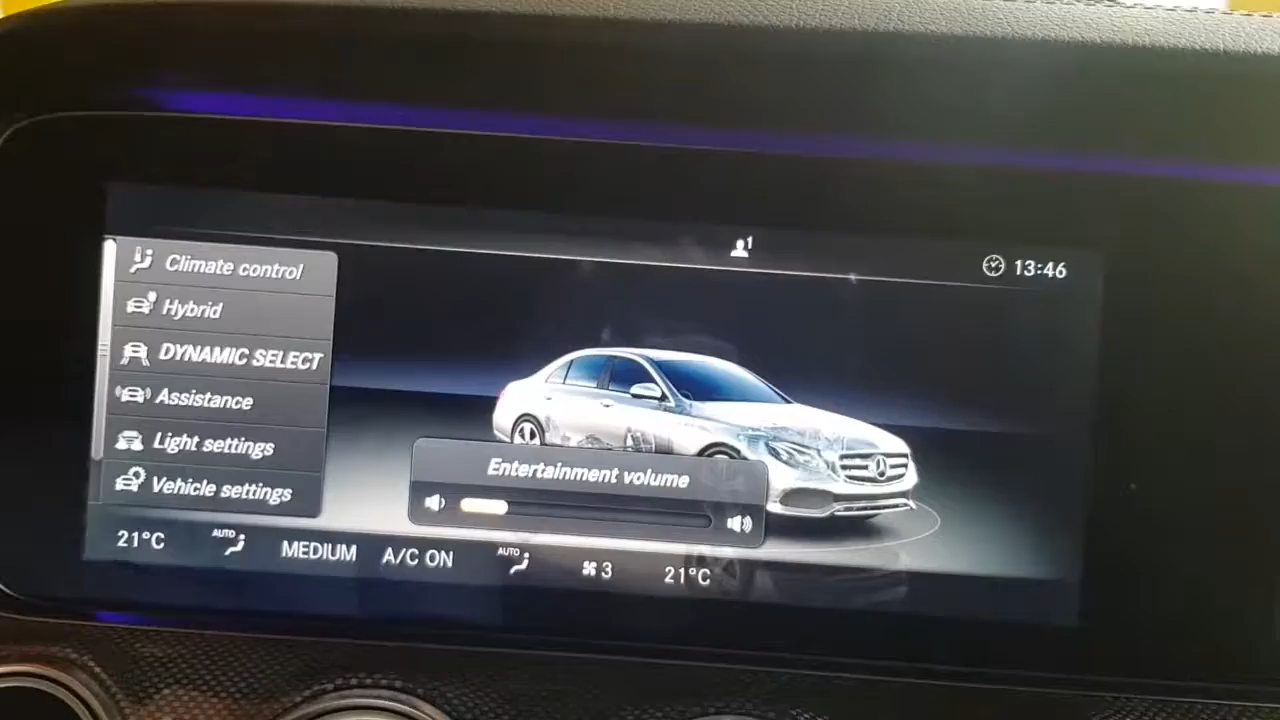 1
13:46
Climate control
Hybrid
DYNAMIC SELECT
Assistance
Light settings
Vehicle settings
Entertainment volume
21°C AUTO MEDIUM A/C ON AUTO 3 21°C